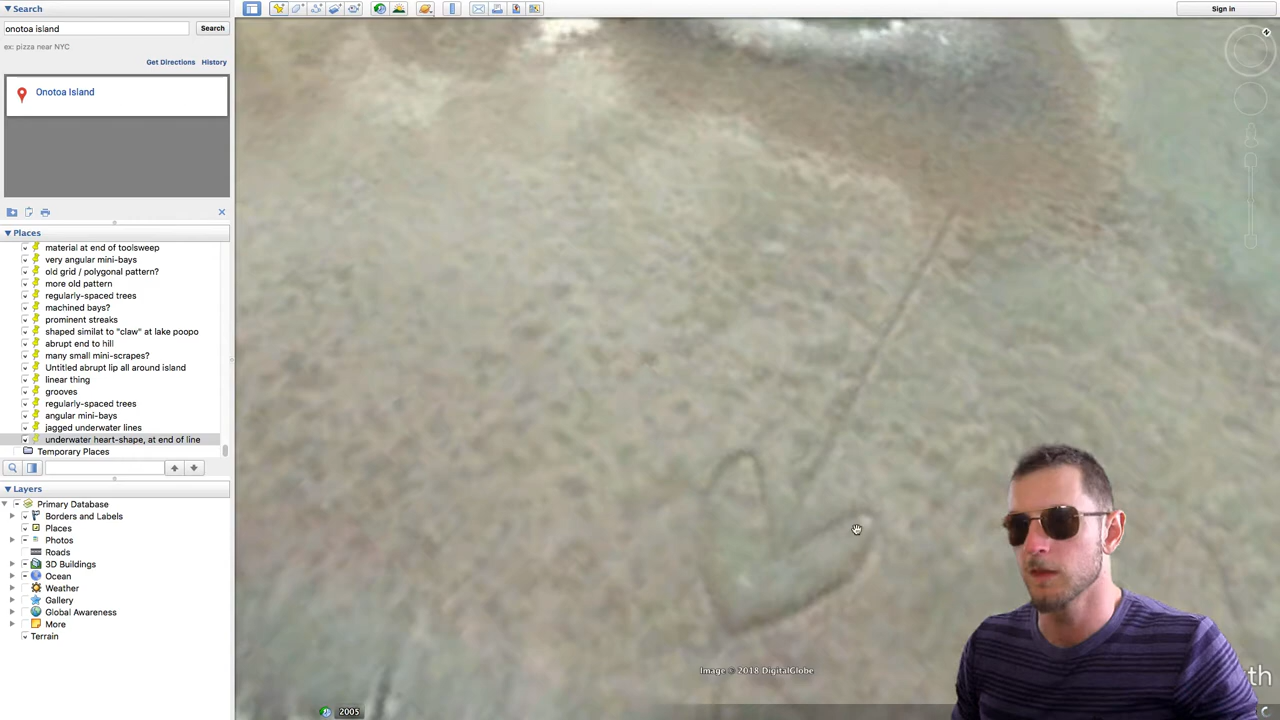 Search
Sign in
onotoa island
Search
ex: pizza near NYC
Get Directions
History
Onotoa Island
Places
material at end of toolsweep
very angular mini-bays
old grid / polygonal pattern?
more old pattern
regularly-spaced trees
machined bays?
prominent streaks
shaped similat to "claw" at lake poopo
abrupt end to hill
many small mini-scrapes?
Untitled abrupt lip all around island
linear thing
grooves
regularly-spaced trees
angular mini-bays
jagged underwater lines
underwater heart-shape, at end of line
Temporary Places
Layers
Primary Database
Borders and Labels
Places
Photos
Roads
3D Buildings
Ocean
Weather
Gallery
Global Awareness
More
Terrain
Image © 2018 DigitalGlobe
2005